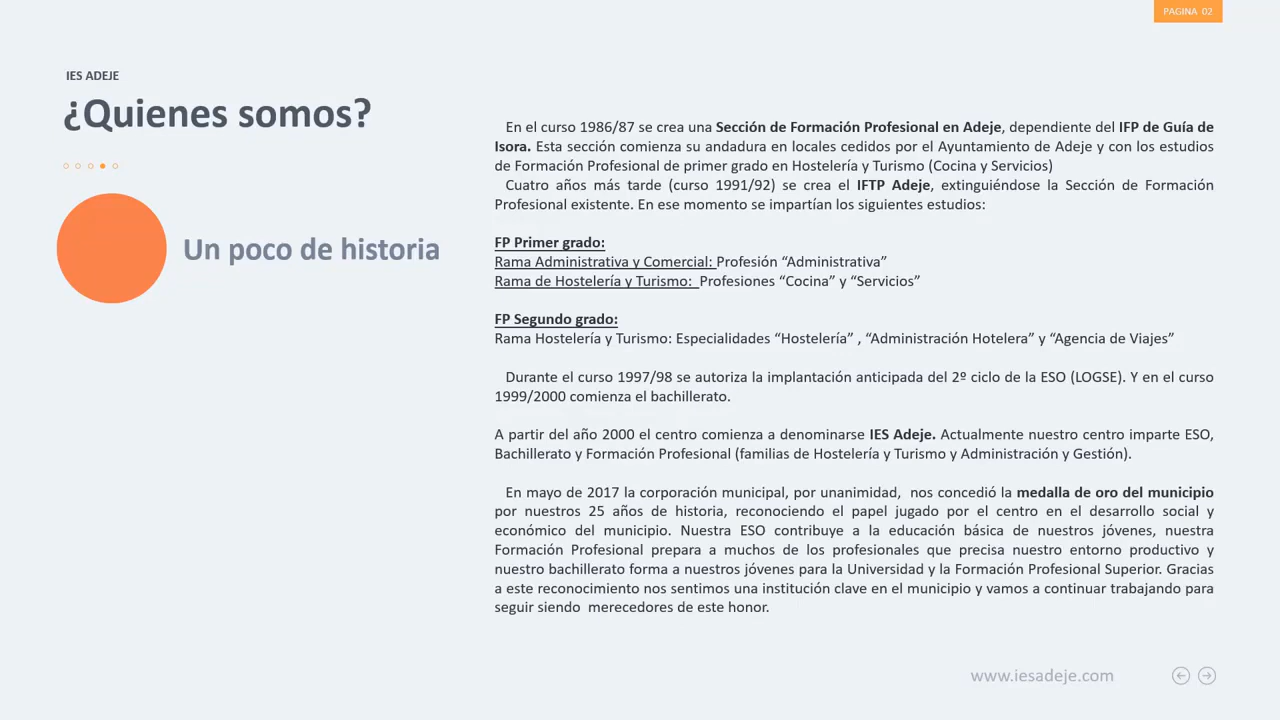 PAGINA 02
IES ADEJE
¿Quienes somos?
Un poco de historia
En el curso 1986/87 se crea una Sección de Formación Profesional en Adeje, dependiente del IFP de Guía de
Isora. Esta sección comienza su andadura en locales cedidos por el Ayuntamiento de Adeje y con los estudios
de Formación Profesional de primer grado en Hostelería y Turismo (Cocina y Servicios)
Cuatro años más tarde (curso 1991/92) se crea el IFTP Adeje, extinguiéndose la Sección de Formación
Profesional existente. En ese momento se impartían los siguientes estudios:
FP Primer grado:
Rama Administrativa y Comercial: Profesión “Administrativa”
Rama de Hostelería y Turismo: Profesiones “Cocina” y “Servicios”
FP Segundo grado:
Rama Hostelería y Turismo: Especialidades “Hostelería” , “Administración Hotelera” y “Agencia de Viajes”
Durante el curso 1997/98 se autoriza la implantación anticipada del 2º ciclo de la ESO (LOGSE). Y en el curso
1999/2000 comienza el bachillerato.
A partir del año 2000 el centro comienza a denominarse IES Adeje. Actualmente nuestro centro imparte ESO,
Bachillerato y Formación Profesional (familias de Hostelería y Turismo y Administración y Gestión).
En mayo de 2017 la corporación municipal, por unanimidad, nos concedió la medalla de oro del municipio
por nuestros 25 años de historia, reconociendo el papel jugado por el centro en el desarrollo social y
económico del municipio. Nuestra ESO contribuye a la educación básica de nuestros jóvenes, nuestra
Formación Profesional prepara a muchos de los profesionales que precisa nuestro entorno productivo y
nuestro bachillerato forma a nuestros jóvenes para la Universidad y la Formación Profesional Superior. Gracias
a este reconocimiento nos sentimos una institución clave en el municipio y vamos a continuar trabajando para
seguir siendo merecedores de este honor.
www.iesadeje.com